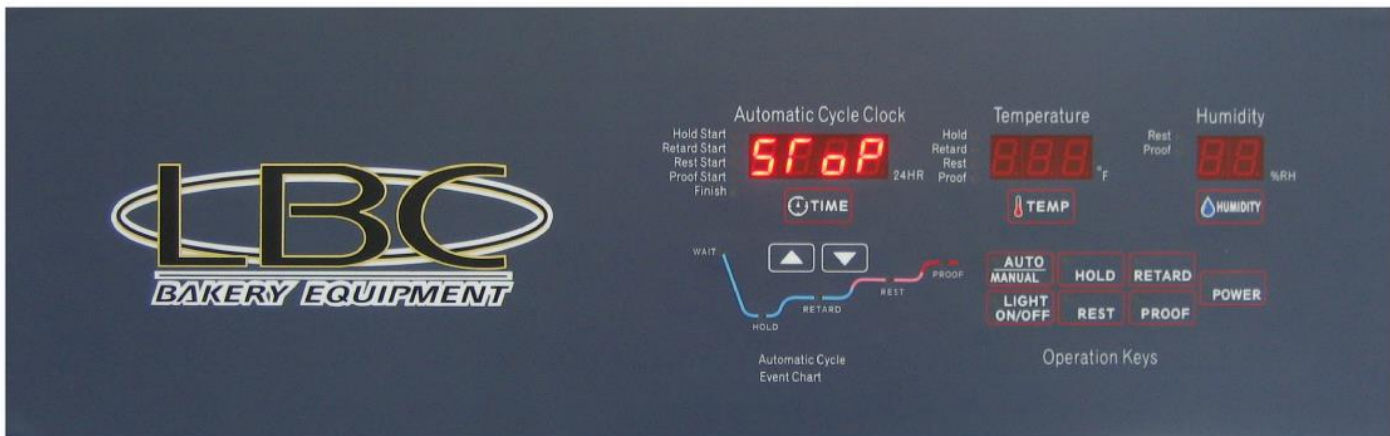 LBC
BAKERY EQUIPMENT
Automatic Cycle Clock
Hold Start
Retard Start
Rest Start
Proof Start
Finish
SToP
24HR
TIME
Temperature
Hold
Retard
Rest
Proof
°F
TEMP
Humidity
Rest
Proof
%RH
HUMIDITY
WAIT
HOLD
RETARD
REST
PROOF
Automatic Cycle
Event Chart
AUTO
MANUAL
HOLD
RETARD
POWER
LIGHT
ON/OFF
REST
PROOF
Operation Keys